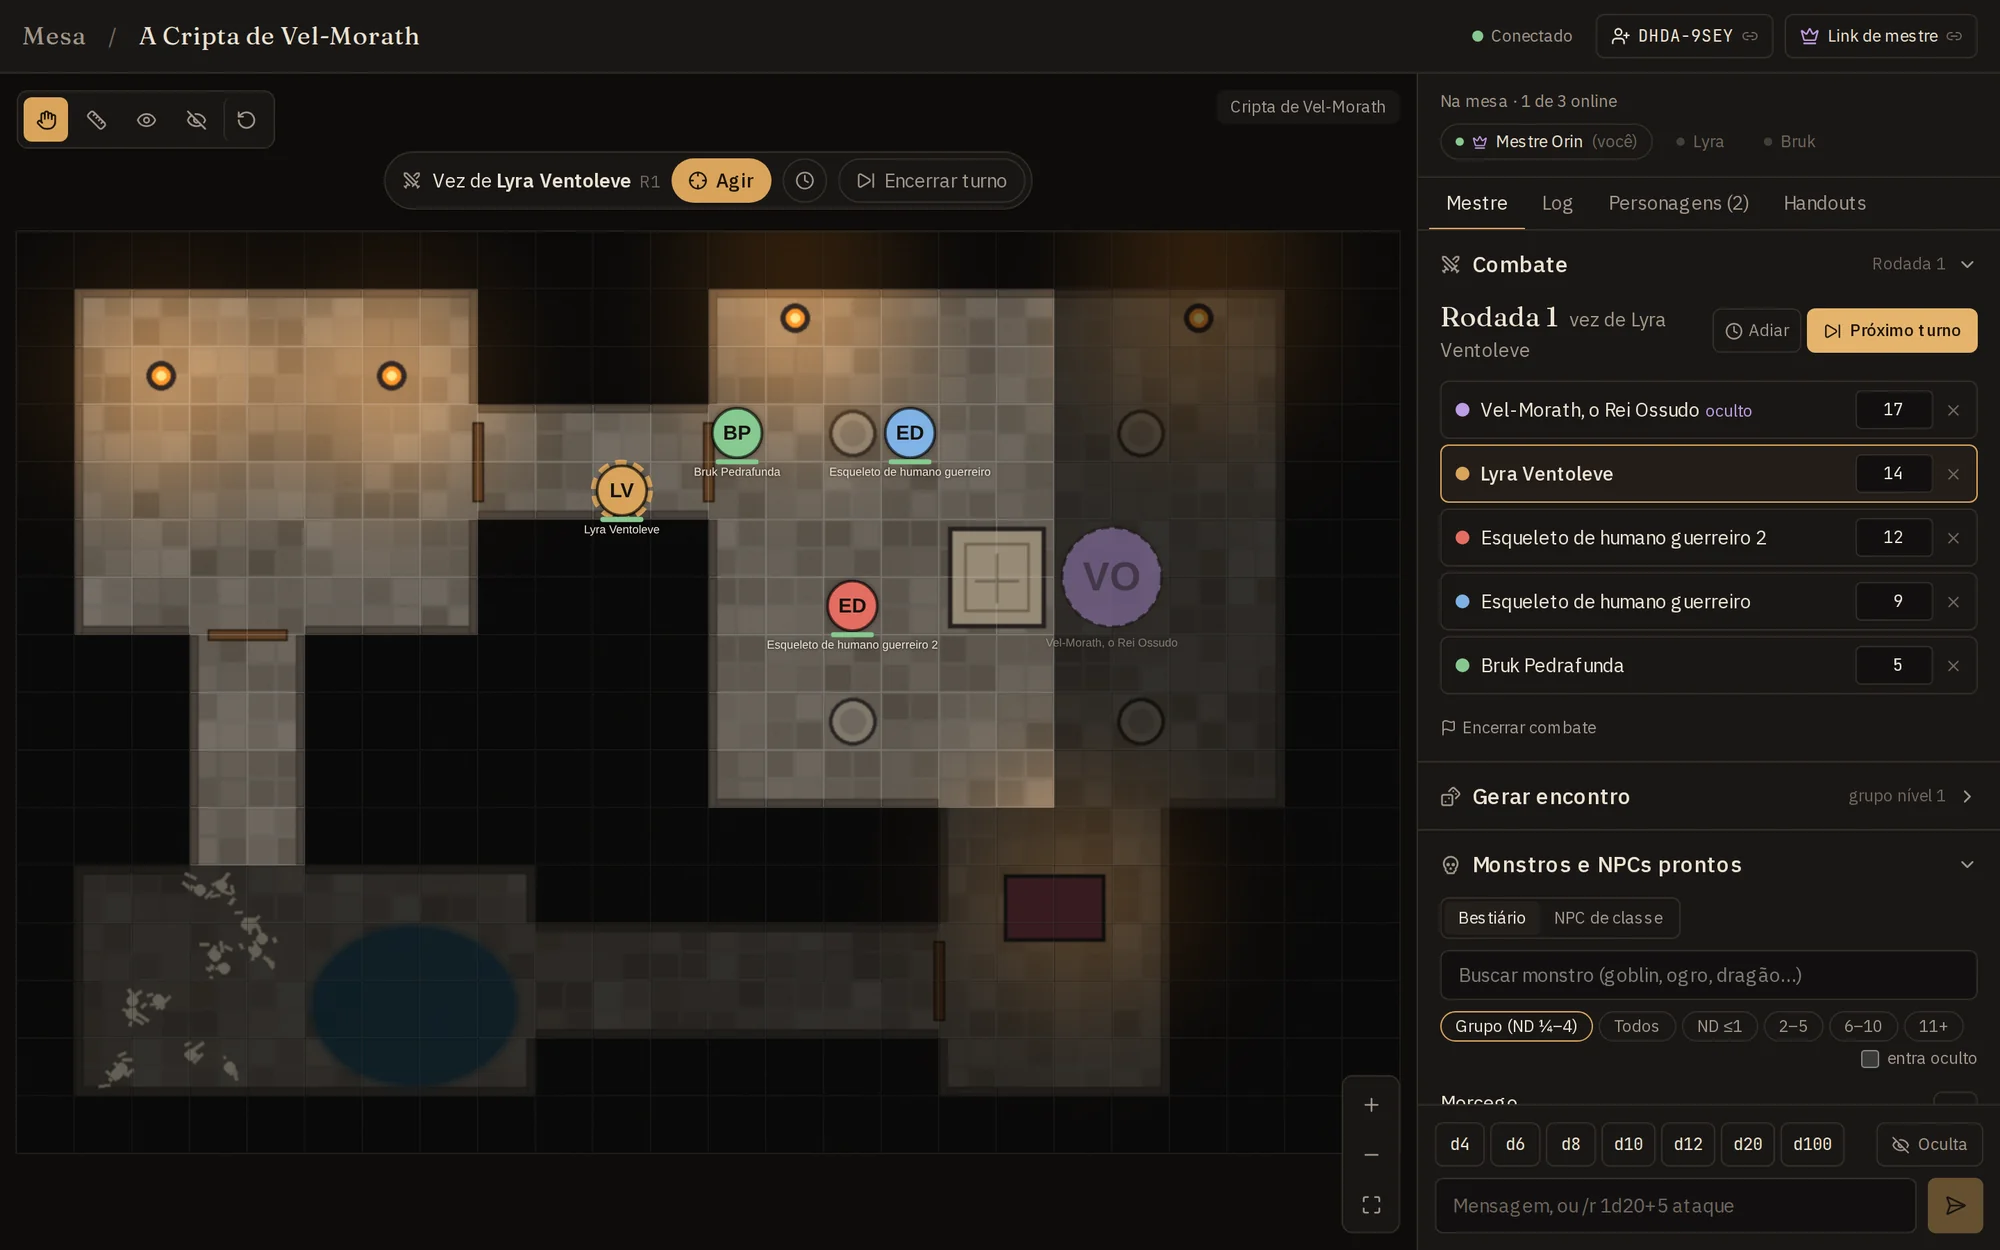 Mesa / A Cripta de Vel-Morath
Conectado
DHDA-9SEY
Link de mestre
Cripta de Vel-Morath
Vez de Lyra Ventoleve R1
Agir
Encerrar turno
BP
Bruk Pedrafunda
ED
Esqueleto de humano guerreiro
LV
Lyra Ventoleve
VO
Vel-Morath, o Rei Ossudo
ED
Esqueleto de humano guerreiro 2
Na mesa · 1 de 3 online
Mestre Orin (você)
Lyra
Bruk
Mestre
Log
Personagens (2)
Handouts
Combate
Rodada 1
Rodada 1 vez de Lyra
Ventoleve
Adiar
Próximo turno
Vel-Morath, o Rei Ossudo oculto 17
Lyra Ventoleve 14
Esqueleto de humano guerreiro 2 12
Esqueleto de humano guerreiro 9
Bruk Pedrafunda 5
Encerrar combate
Gerar encontro
grupo nível 1
Monstros e NPCs prontos
Bestiário
NPC de classe
Buscar monstro (goblin, ogro, dragão...)
Grupo (ND ¼–4)
Todos
ND ≤1
2–5
6–10
11+
entra oculto
Morcego
d4
d6
d8
d10
d12
d20
d100
Oculta
Mensagem, ou /r 1d20+5 ataque